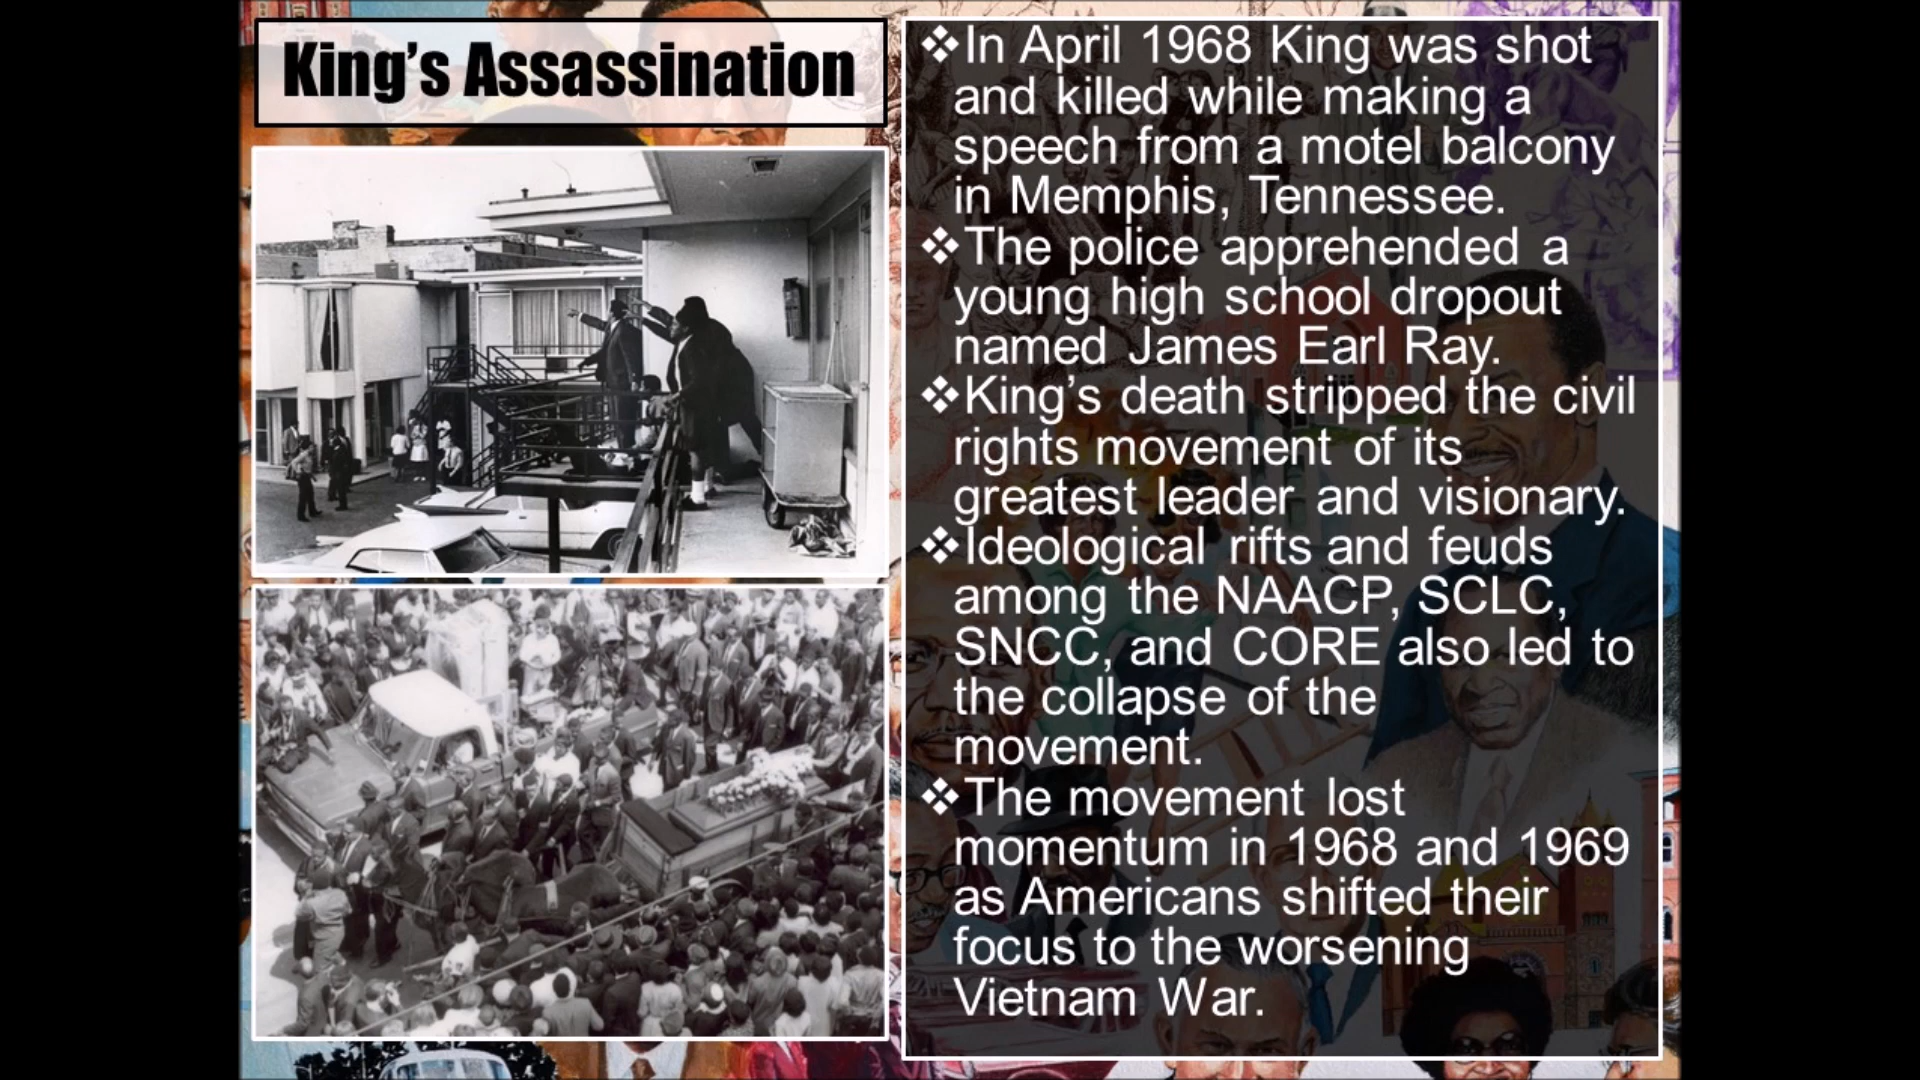 King’s Assassination
❖In April 1968 King was shot
and killed while making a
speech from a motel balcony
in Memphis, Tennessee.
❖The police apprehended a
young high school dropout
named James Earl Ray.
❖King’s death stripped the civil
rights movement of its
greatest leader and visionary.
❖Ideological rifts and feuds
among the NAACP, SCLC,
SNCC, and CORE also led to
the collapse of the
movement.
❖The movement lost
momentum in 1968 and 1969
as Americans shifted their
focus to the worsening
Vietnam War.